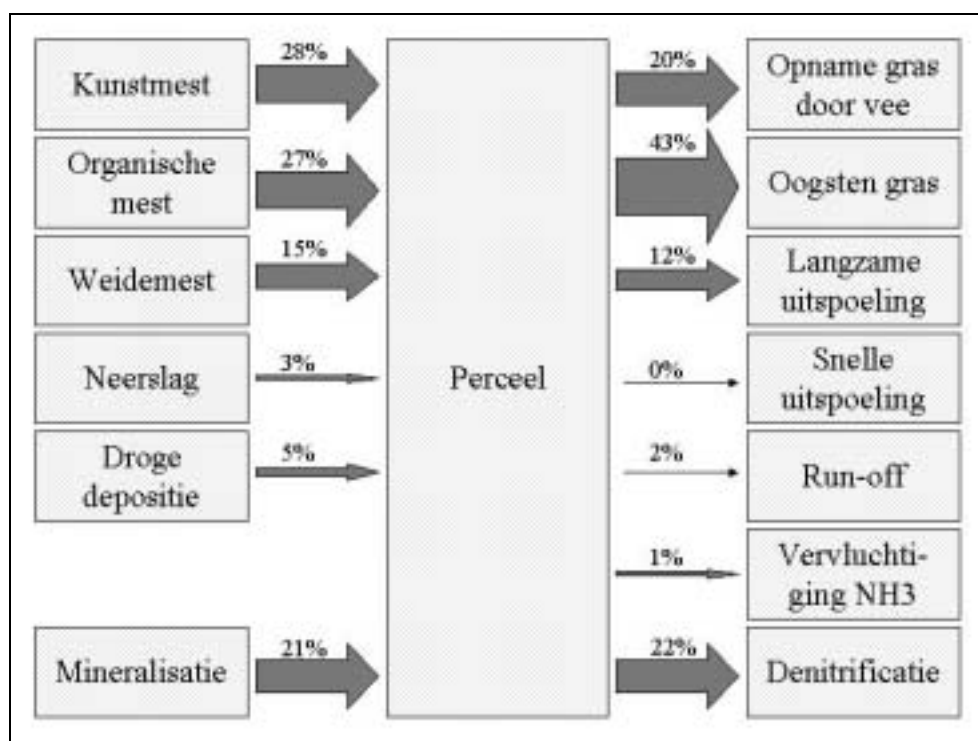 Kunstmest
28%
Organische
mest
27%
Weidemest
15%
Neerslag
3%
Droge
depositie
5%
Mineralisatie
21%
Perceel
20%
Opname gras
door vee
43%
Oogsten gras
12%
Langzame
uitspoeling
0%
Snelle
uitspoeling
2%
Run-off
1%
Vervluchti-
ging NH3
22%
Denitrificatie